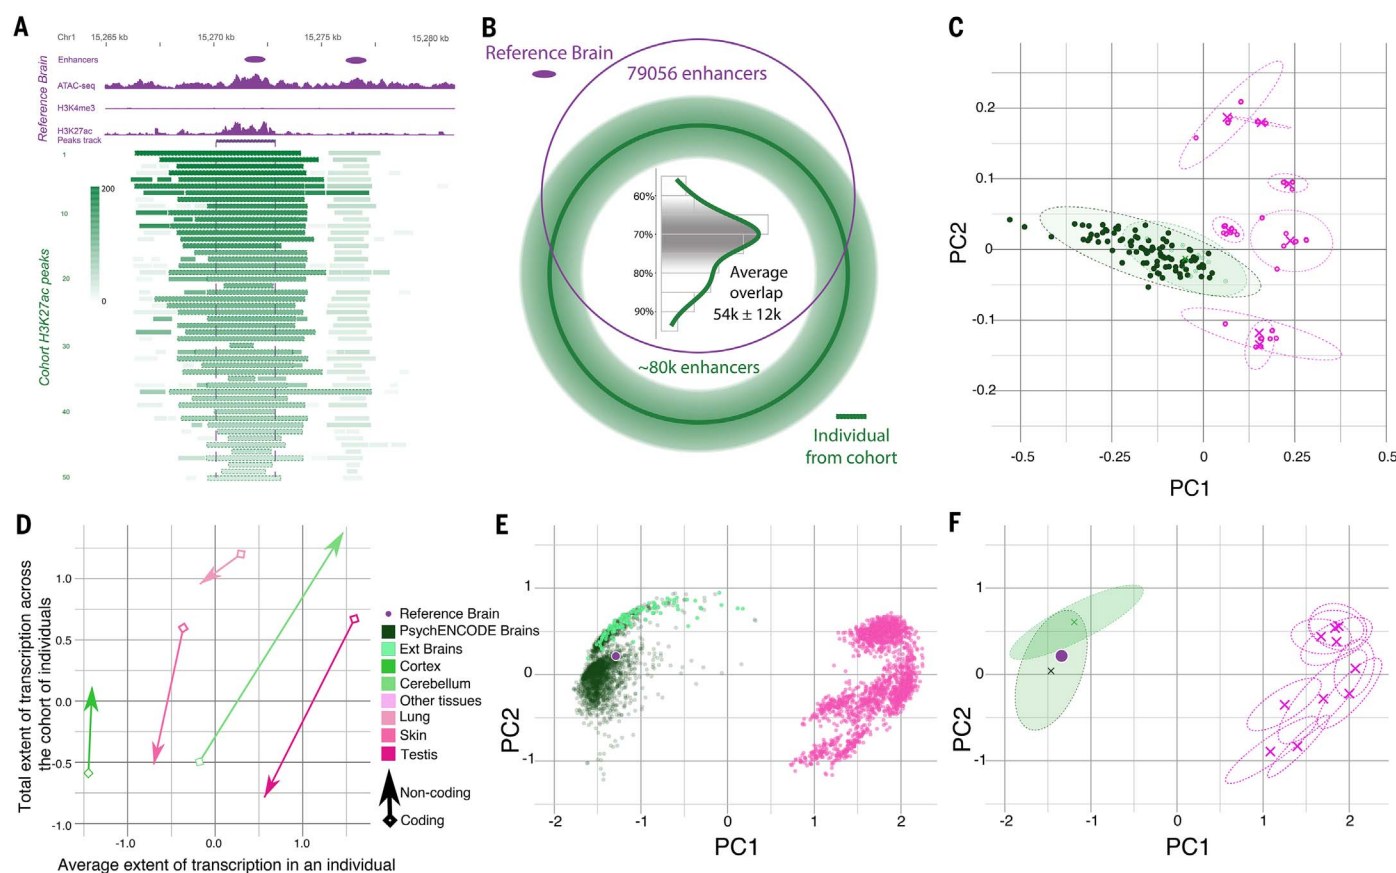 A
Chr1
15,265 kb
15,270 kb
15,275 kb
15,280 kb
Reference Brain
Enhancers
ATAC-seq
H3K4me3
H3K27ac
Peaks track
Cohort H3K27ac peaks
1
10
20
30
40
50
200
0
B
Reference Brain
79056 enhancers
60%
70%
80%
90%
Average
overlap
54k ± 12k
~80k enhancers
Individual
from cohort
C
PC2
0.2
0.1
0
-0.1
-0.2
-0.5
-0.25
0
0.25
0.5
PC1
D
Total extent of transcription across
the cohort of individuals
1.0
0.5
0.0
-0.5
-1.0
-1.0
0.0
1.0
Average extent of transcription in an individual
Reference Brain
PsychENCODE Brains
Ext Brains
Cortex
Cerebellum
Other tissues
Lung
Skin
Testis
Non-coding
Coding
E
PC2
1
0
-1
-2
-1
0
1
2
PC1
F
PC2
1
0
-1
-2
-1
0
1
2
PC1